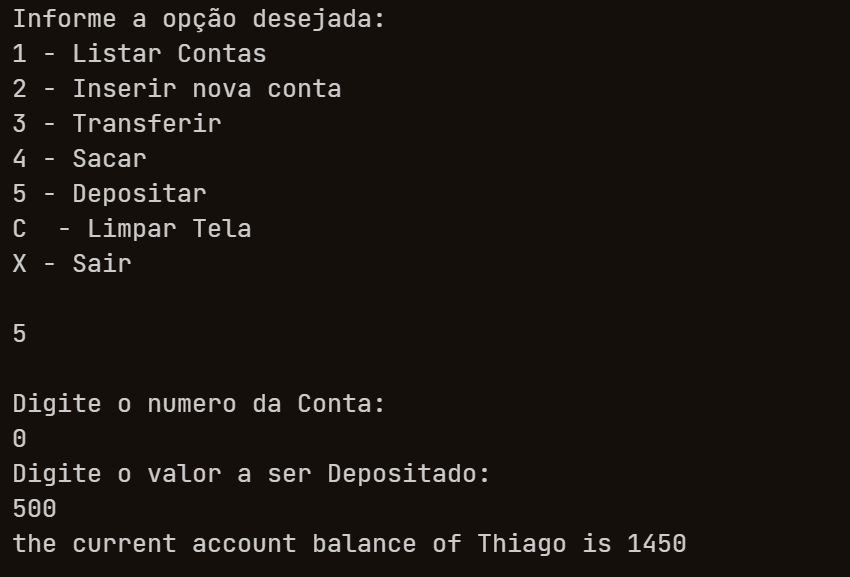 Informe a opção desejada:
1 - Listar Contas
2 - Inserir nova conta
3 - Transferir
4 - Sacar
5 - Depositar
C  - Limpar Tela
X - Sair
5
Digite o numero da Conta:
0
Digite o valor a ser Depositado:
500
the current account balance of Thiago is 1450